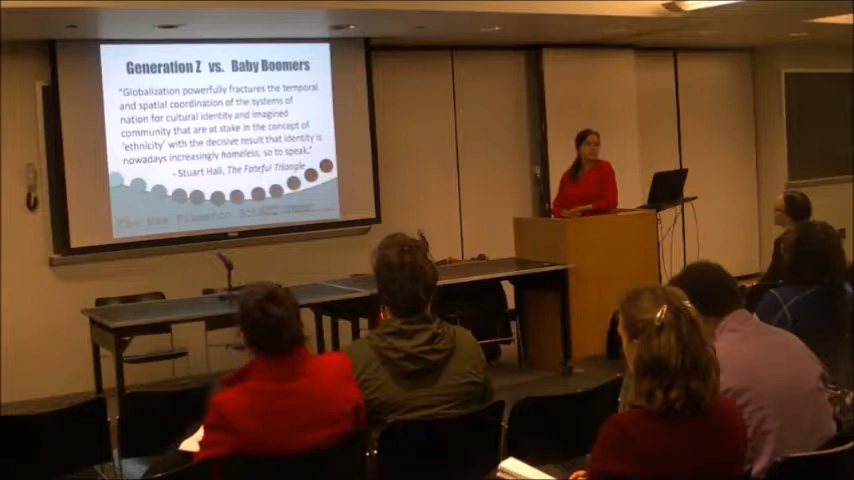 Generation Z vs. Baby Boomers
"Globalization powerfully fractures the temporal
and spatial coordination of the systems of
nation for cultural identity and imagined
community that are at stake in the concept of
'ethnicity' with the decisive result that identity is
nowadays increasingly homeless, so to speak."
- Stuart Hall, The Fateful Triangle
The New